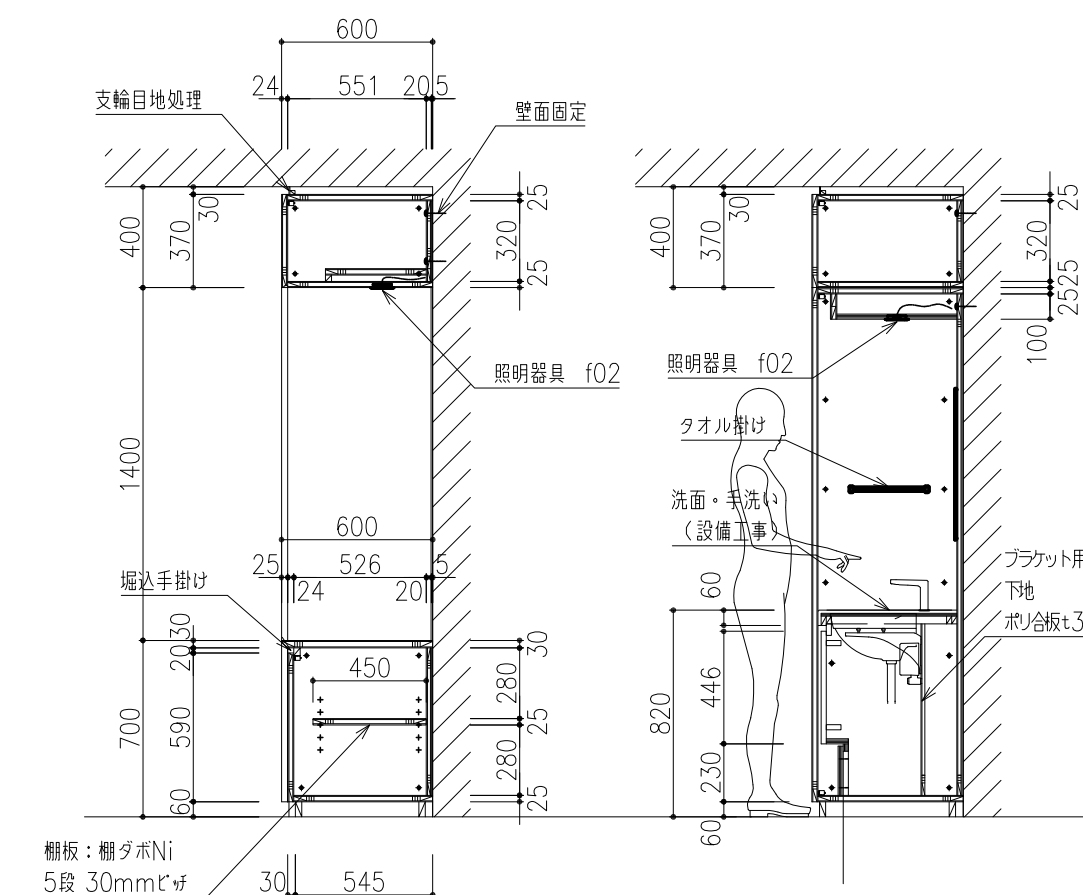 600
24 551 20 5
支輪目地処理
壁面固定
400
370
30
25
320
25
400
370
30
25
320
25 25
100
照明器具 f02
照明器具 f02
タオル掛け
洗面・手洗い
(設備工事)
1400
600
25 526 5
24 20
堀込手掛け
ブラケット用
下地
ポリ合板t3
30
20
450
30
280
25
280
25
700
590
60
60
446
820
230
60
棚板：棚ダボNi
5段 30mmピッチ
30 545